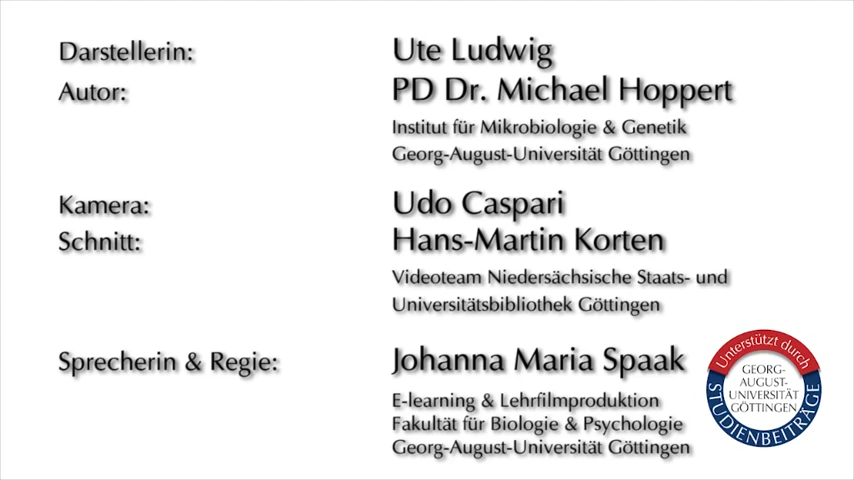 Darstellerin: Ute Ludwig
Autor: PD Dr. Michael Hoppert
Institut für Mikrobiologie & Genetik
Georg-August-Universität Göttingen
Kamera: Udo Caspari
Schnitt: Hans-Martin Korten
Videoteam Niedersächsische Staats- und
Universitätsbibliothek Göttingen
Sprecherin & Regie: Johanna Maria Spaak
E-learning & Lehrfilmproduktion
Fakultät für Biologie & Psychologie
Georg-August-Universität Göttingen
Unterstützt durch
GEORG-
AUGUST-
UNIVERSITÄT
GÖTTINGEN
STUDIENBEITRÄGE